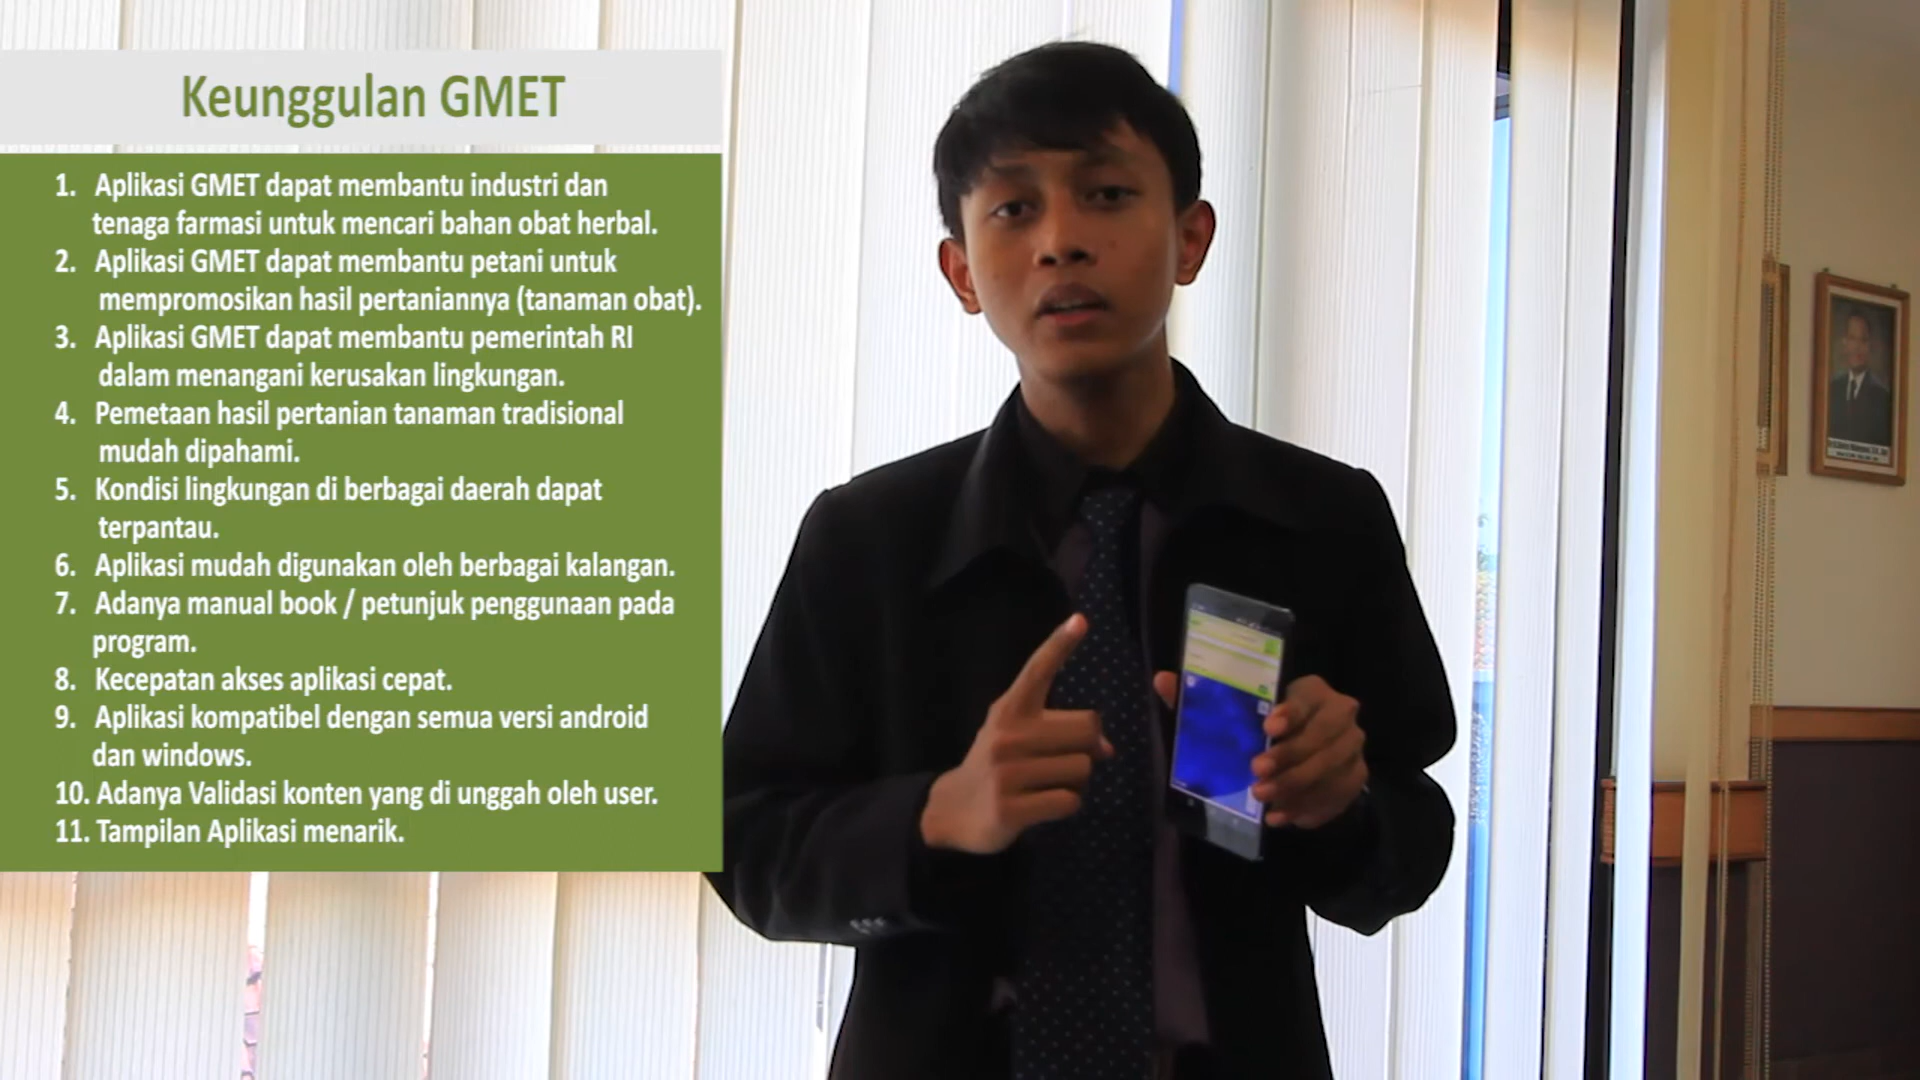 Keunggulan GMET
1. Aplikasi GMET dapat membantu industri dan
tenaga farmasi untuk mencari bahan obat herbal.
2. Aplikasi GMET dapat membantu petani untuk
mempromosikan hasil pertaniannya (tanaman obat).
3. Aplikasi GMET dapat membantu pemerintah RI
dalam menangani kerusakan lingkungan.
4. Pemetaan hasil pertanian tanaman tradisional
mudah dipahami.
5. Kondisi lingkungan di berbagai daerah dapat
terpantau.
6. Aplikasi mudah digunakan oleh berbagai kalangan.
7. Adanya manual book / petunjuk penggunaan pada
program.
8. Kecepatan akses aplikasi cepat.
9. Aplikasi kompatibel dengan semua versi android
dan windows.
10. Adanya Validasi konten yang di unggah oleh user.
11. Tampilan Aplikasi menarik.